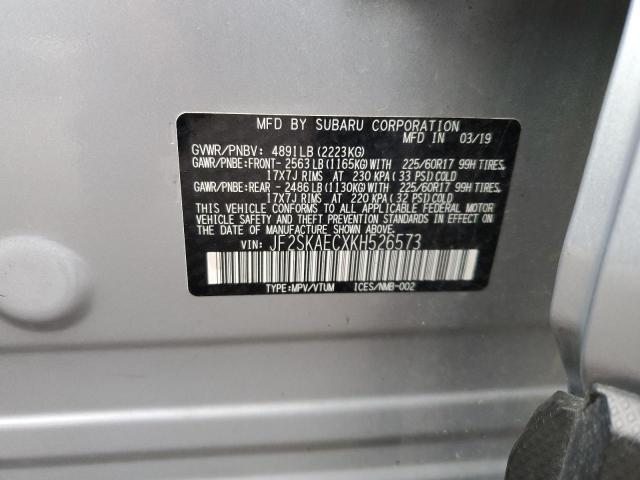 MFD BY SUBARU CORPORATION
MFD IN 03/19
GVWR/PNBV: 4891LB (2223KG)
GAWR/PNBE:FRONT- 2563LB (1165KG)WITH 225/60R17 99H TIRES,
17X7J RIMS AT 230 KPA (33 PSI)COLD
GAWR/PNBE:REAR - 2486LB (1130KG)WITH 225/60R17 99H TIRES,
17X7J RIMS AT 220 KPA (32 PSI)COLD
THIS VEHICLE CONFORMS TO ALL APPLICABLE FEDERAL MOTOR
VEHICLE SAFETY AND THEFT PREVENTION STANDARDS IN EFFECT ON
THE DATE OF MANUFACTURE SHOWN ABOVE.
VIN: JF2SKAECXKH526573
TYPE:MPV/VTUM ICES/NMB-002